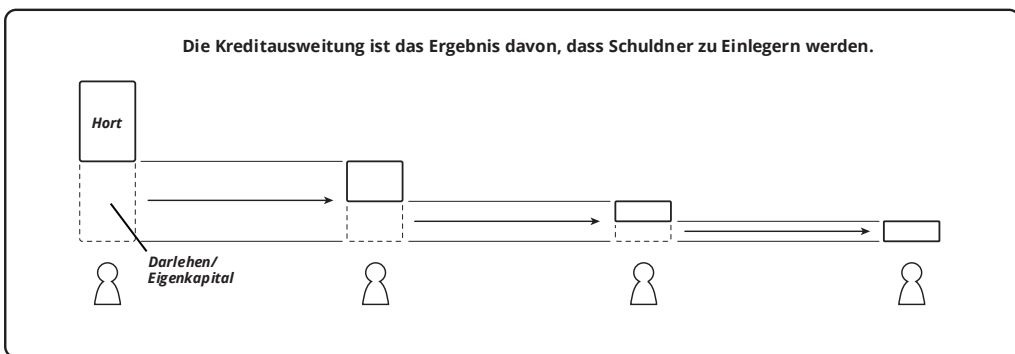 Die Kreditausweitung ist das Ergebnis davon, dass Schuldner zu Einlegern werden.
Hort
Darlehen/
Eigenkapital